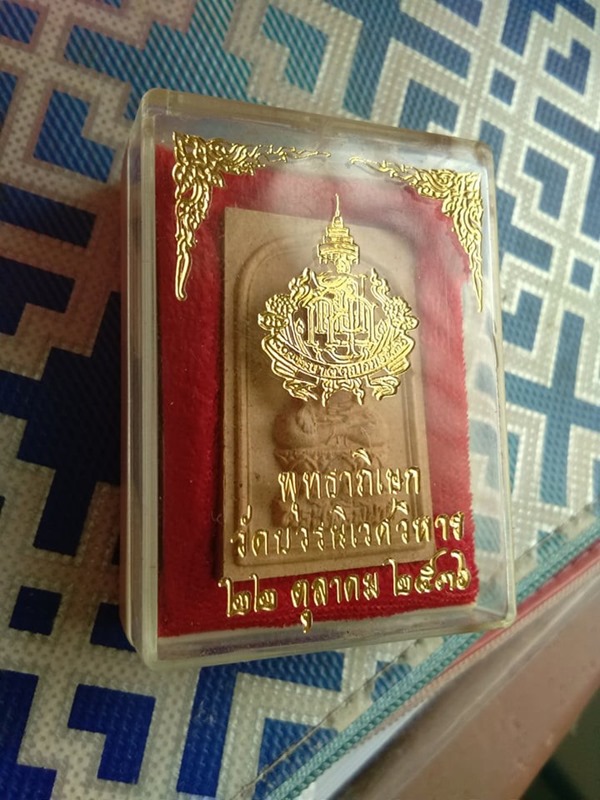 พุทธาภิเษก
วัดบวรนิเวศวิหาร
๒๒ ตุลาคม ๒๕๓๖